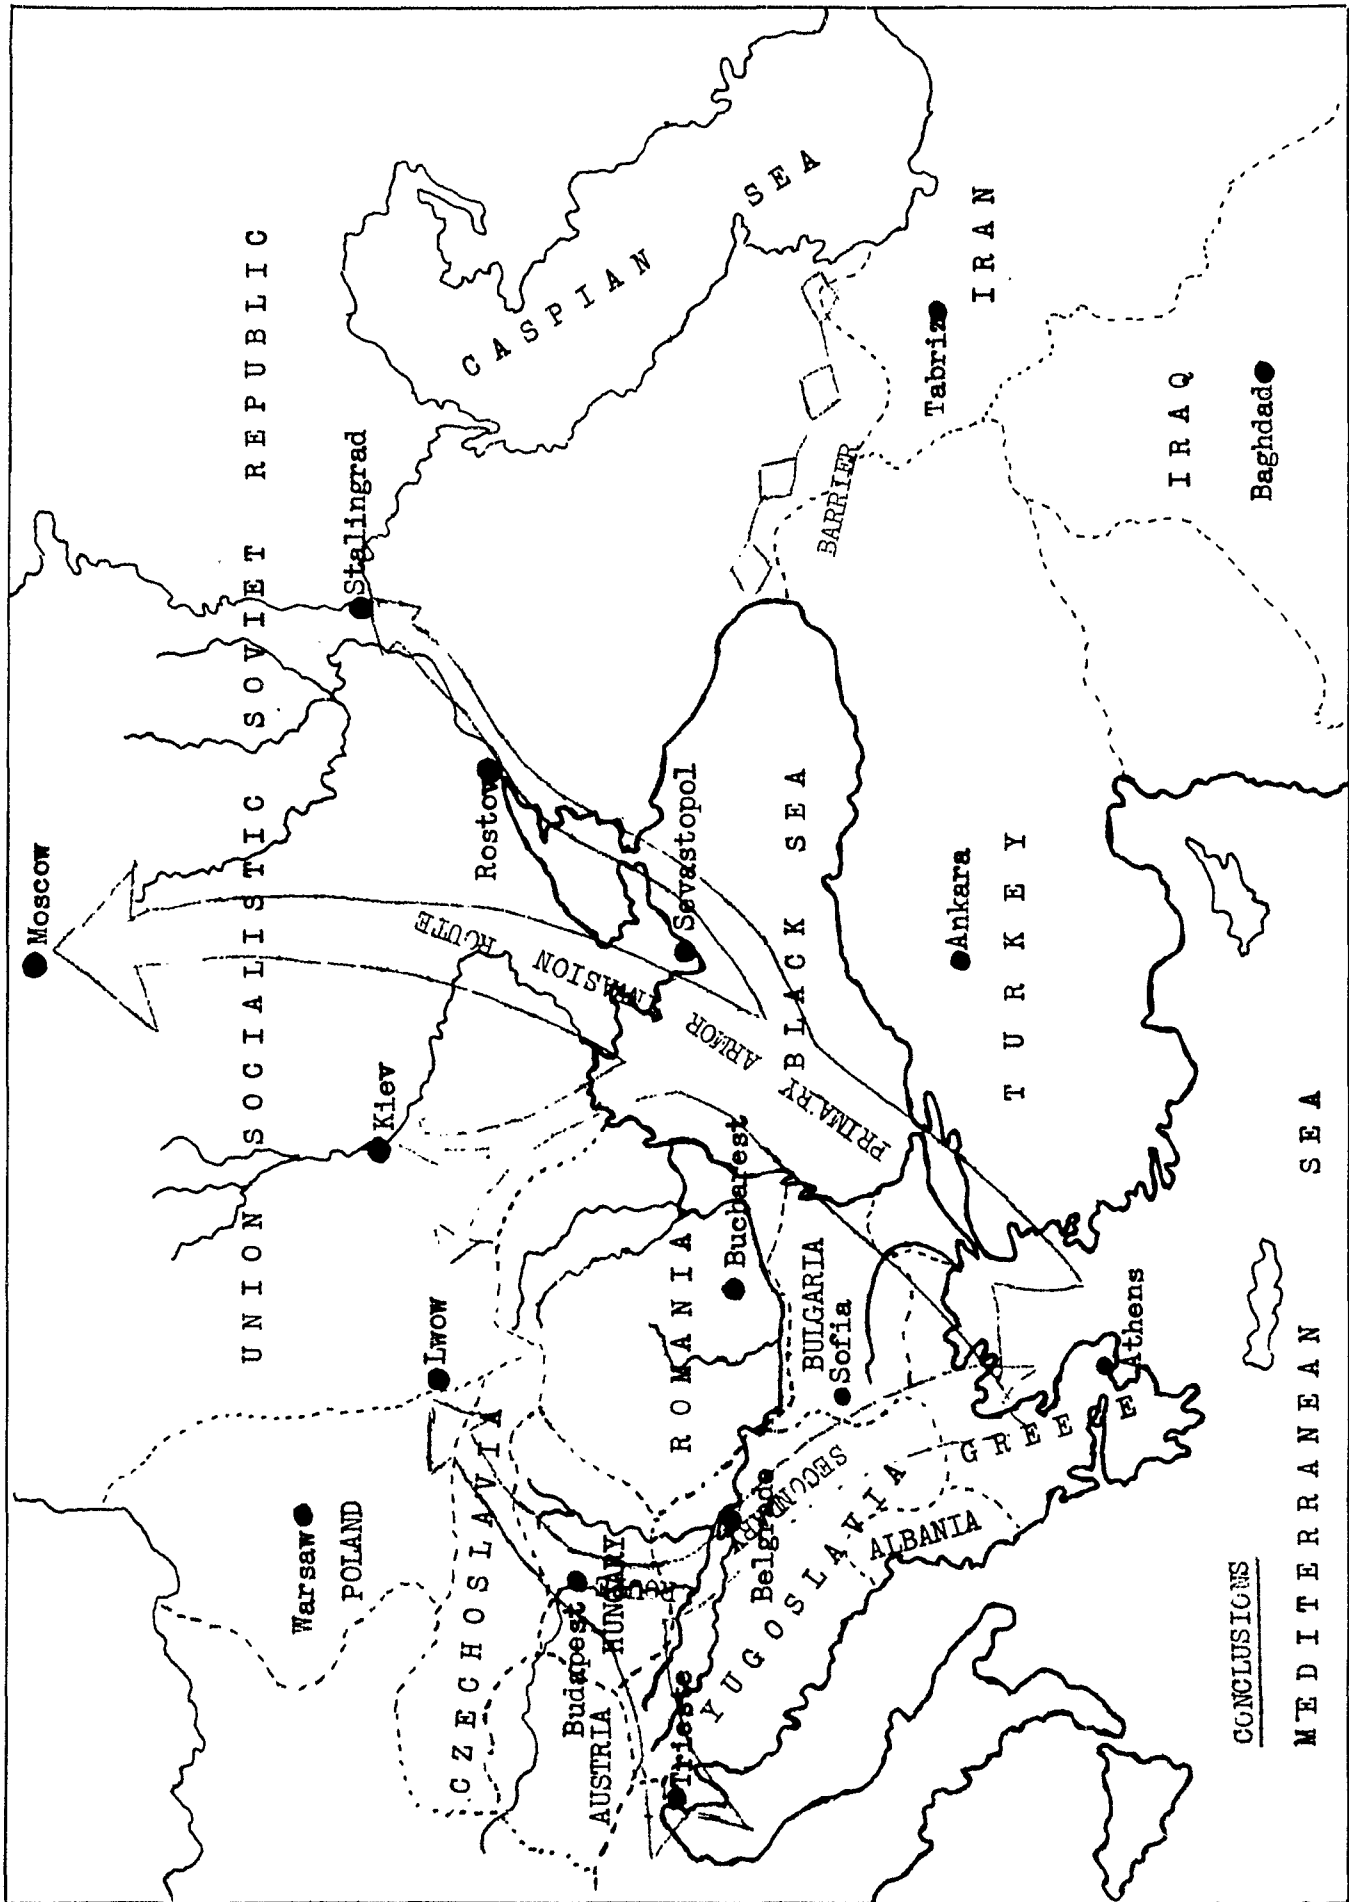 Moscow
UNION SOCIALISTIC SOVIET REPUBLIC
Stalingrad
Kiev
Rostow
Lwow
Warsaw
POLAND
CZECHOSLAVIA
CASPIAN SEA
Sevastopol
PRIMARY ARMOR INVASION ROUTE
BLACK SEA
BARRIER
Tabriz
IRAN
Budapest
HUNGARY
AUSTRIA
ROMANIA
Bucharest
Trieste
Belgrade
SECONDARY
YUGOSLAVIA
BULGARIA
Sofia
ALBANIA
GREECE
Athens
Ankara
TURKEY
IRAQ
Baghdad
CONCLUSIONS
MEDITERRANEAN SEA